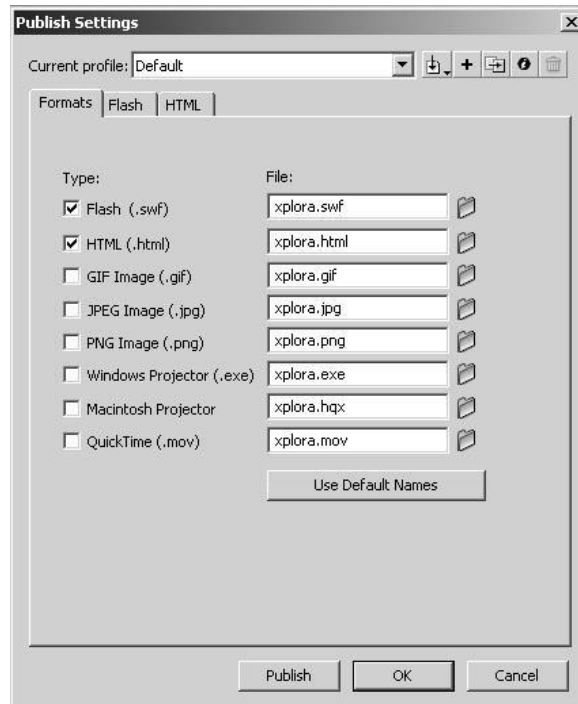 Publish Settings
Current profile: Default
Formats Flash HTML
Type: File:
Flash (.swf) xplora.swf
HTML (.html) xplora.html
GIF Image (.gif) xplora.gif
JPEG Image (.jpg) xplora.jpg
PNG Image (.png) xplora.png
Windows Projector (.exe) xplora.exe
Macintosh Projector xplora.hqx
QuickTime (.mov) xplora.mov
Use Default Names
Publish OK Cancel